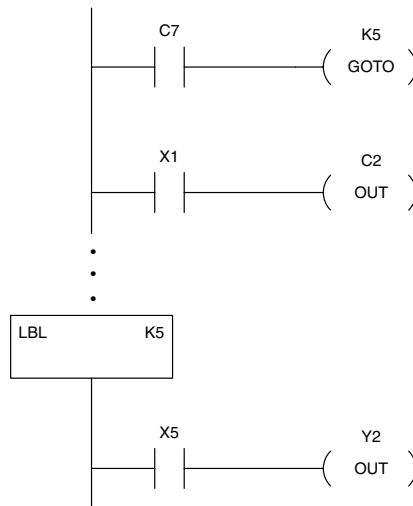 C7 K5
GOTO
X1 C2
OUT
LBL K5
X5 Y2
OUT